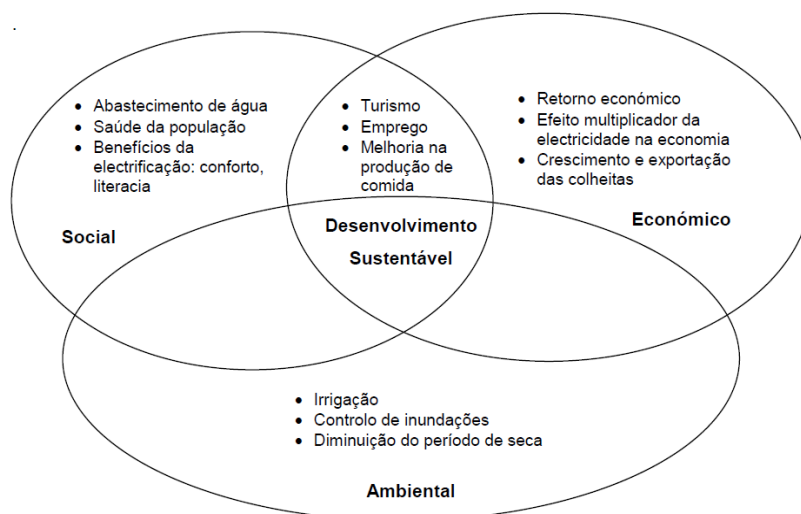 .
• Abastecimento de água
• Saúde da população
• Benefícios da
electrificação: conforto,
literacia
Social
• Turismo
• Emprego
• Melhoria na
produção de
comida
• Retorno económico
• Efeito multiplicador da
electricidade na economia
• Crescimento e exportação
das colheitas
Económico
Desenvolvimento
Sustentável
• Irrigação
• Controlo de inundações
• Diminuição do período de seca
Ambiental